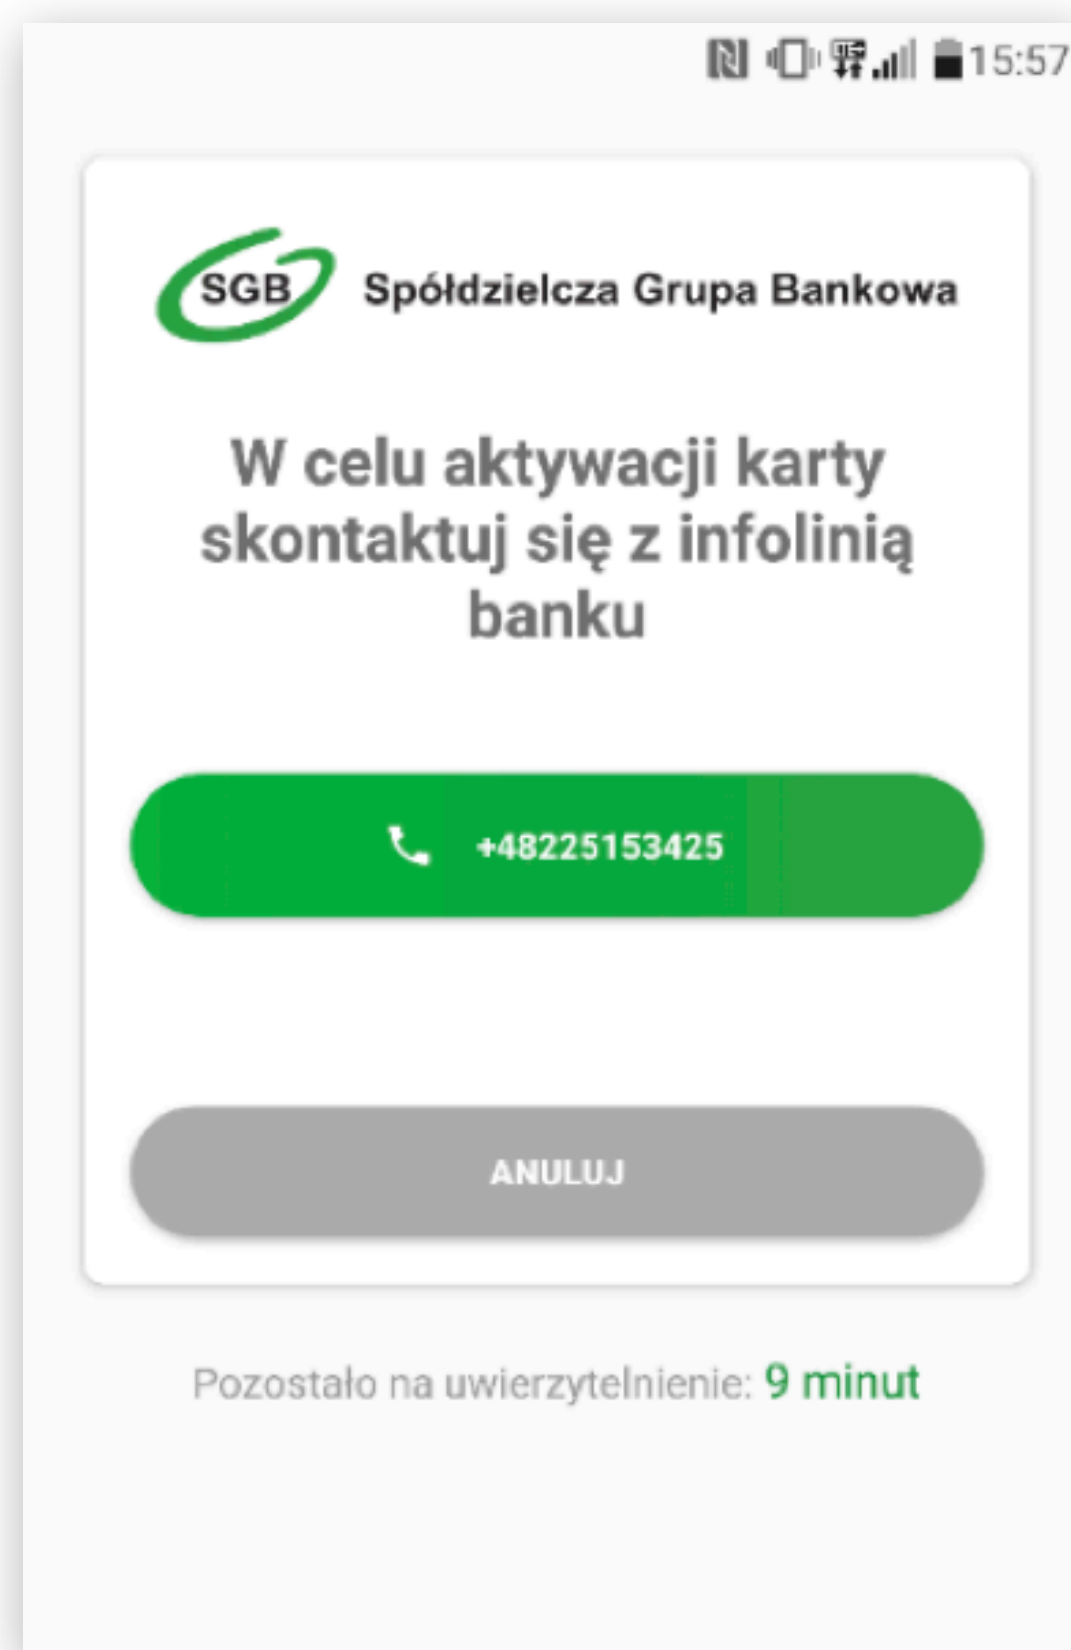 15:57
SGB Spółdzielcza Grupa Bankowa
W celu aktywacji karty
skontaktuj się z infolinią
banku
+48225153425
ANULUJ
Pozostało na uwierzytelnienie: 9 minut